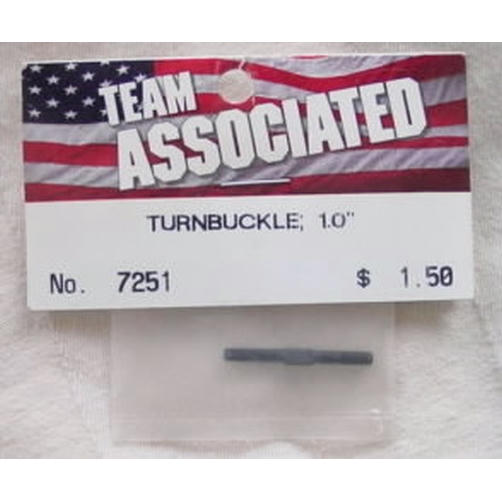 TEAM
ASSOCIATED
TURNBUCKLE; 1.0"
No. 7251 $ 1.50